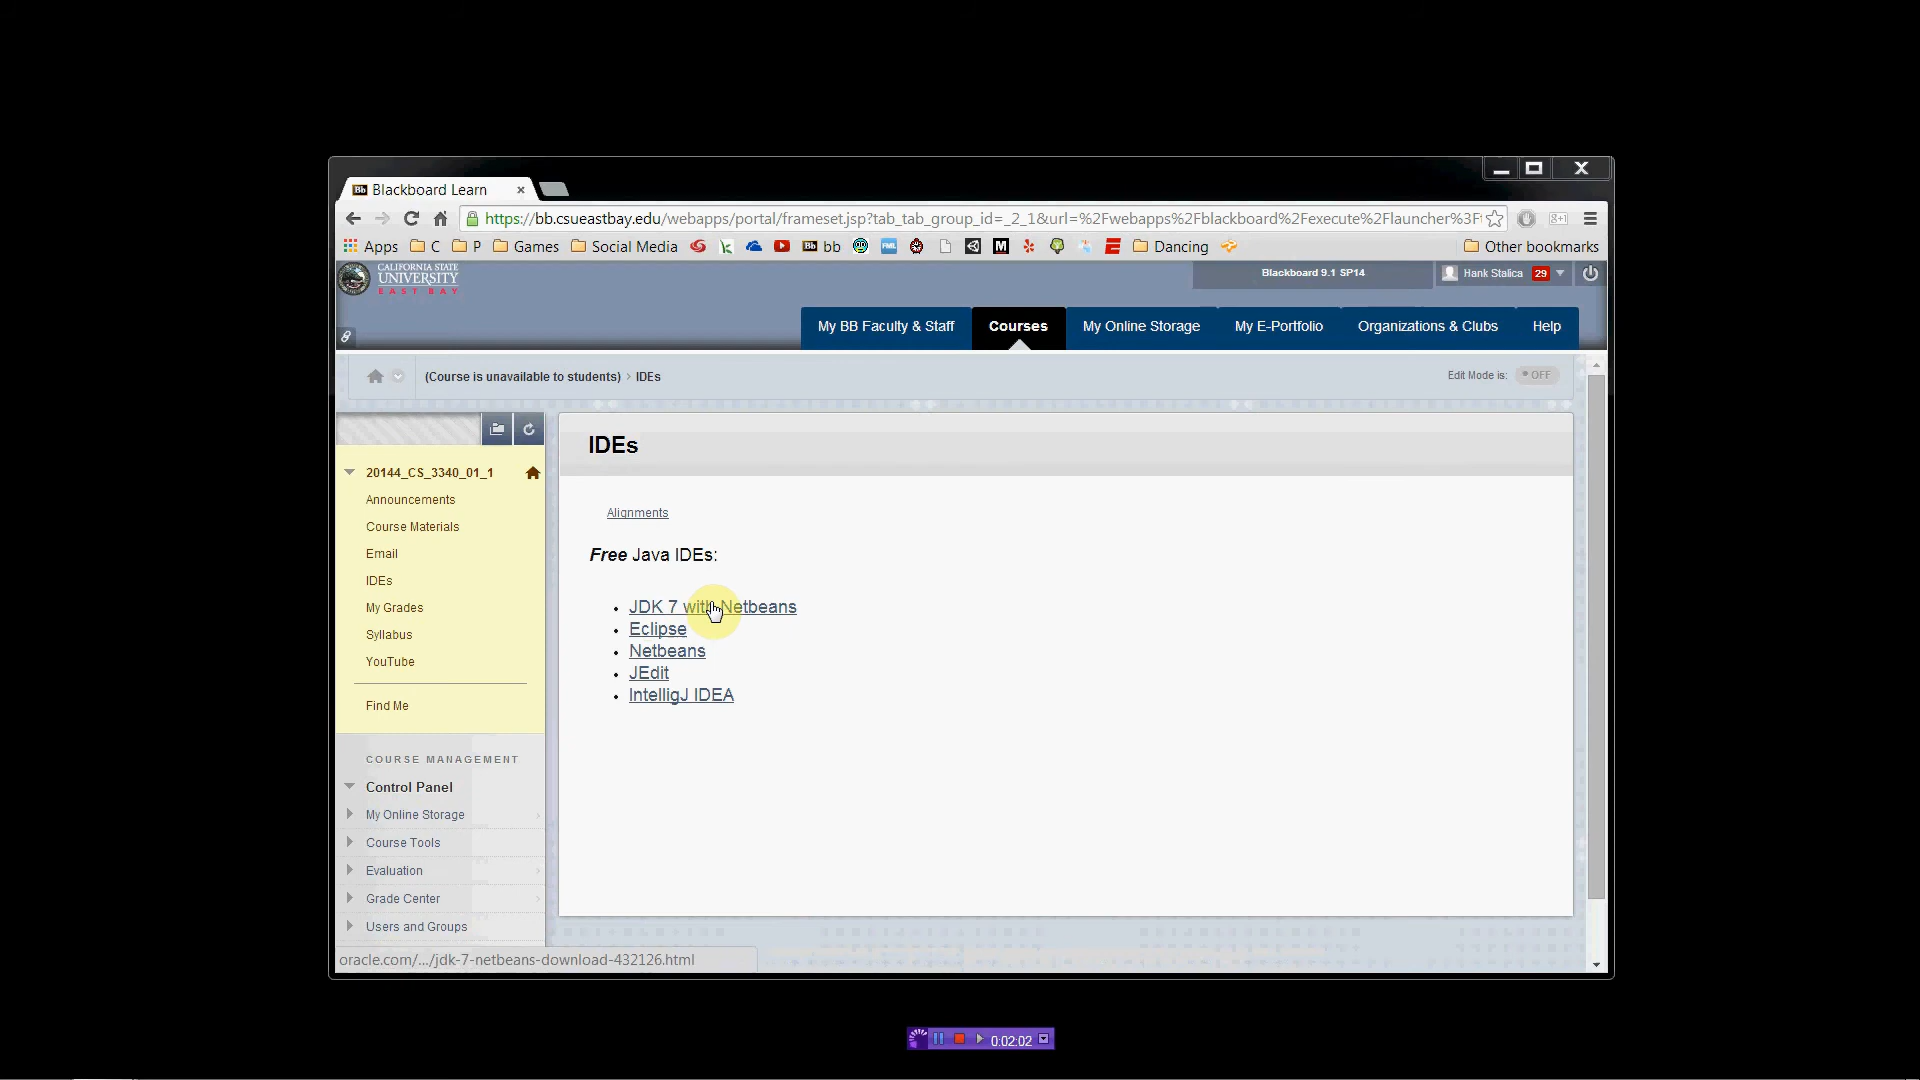 Blackboard Learn
https://bb.csueastbay.edu/webapps/portal/frameset.jsp?tab_tab_group_id=_2_1&url=%2Fwebapps%2Fblackboard%2Fexecute%2Flauncher%3Ft
Apps C P Games Social Media bb Dancing Other bookmarks
CALIFORNIA STATE
UNIVERSITY
EAST BAY
Blackboard 9.1 SP14
Hank Stalica 29
My BB Faculty & Staff Courses My Online Storage My E-Portfolio Organizations & Clubs Help
(Course is unavailable to students) > IDEs
Edit Mode is: OFF
20144_CS_3340_01_1
Announcements
Course Materials
Email
IDEs
My Grades
Syllabus
YouTube
Find Me
COURSE MANAGEMENT
Control Panel
My Online Storage
Course Tools
Evaluation
Grade Center
Users and Groups
IDEs
Alignments
Free Java IDEs:
• JDK 7 with Netbeans
• Eclipse
• Netbeans
• JEdit
• IntelligJ IDEA
oracle.com/.../jdk-7-netbeans-download-432126.html
0:02:02